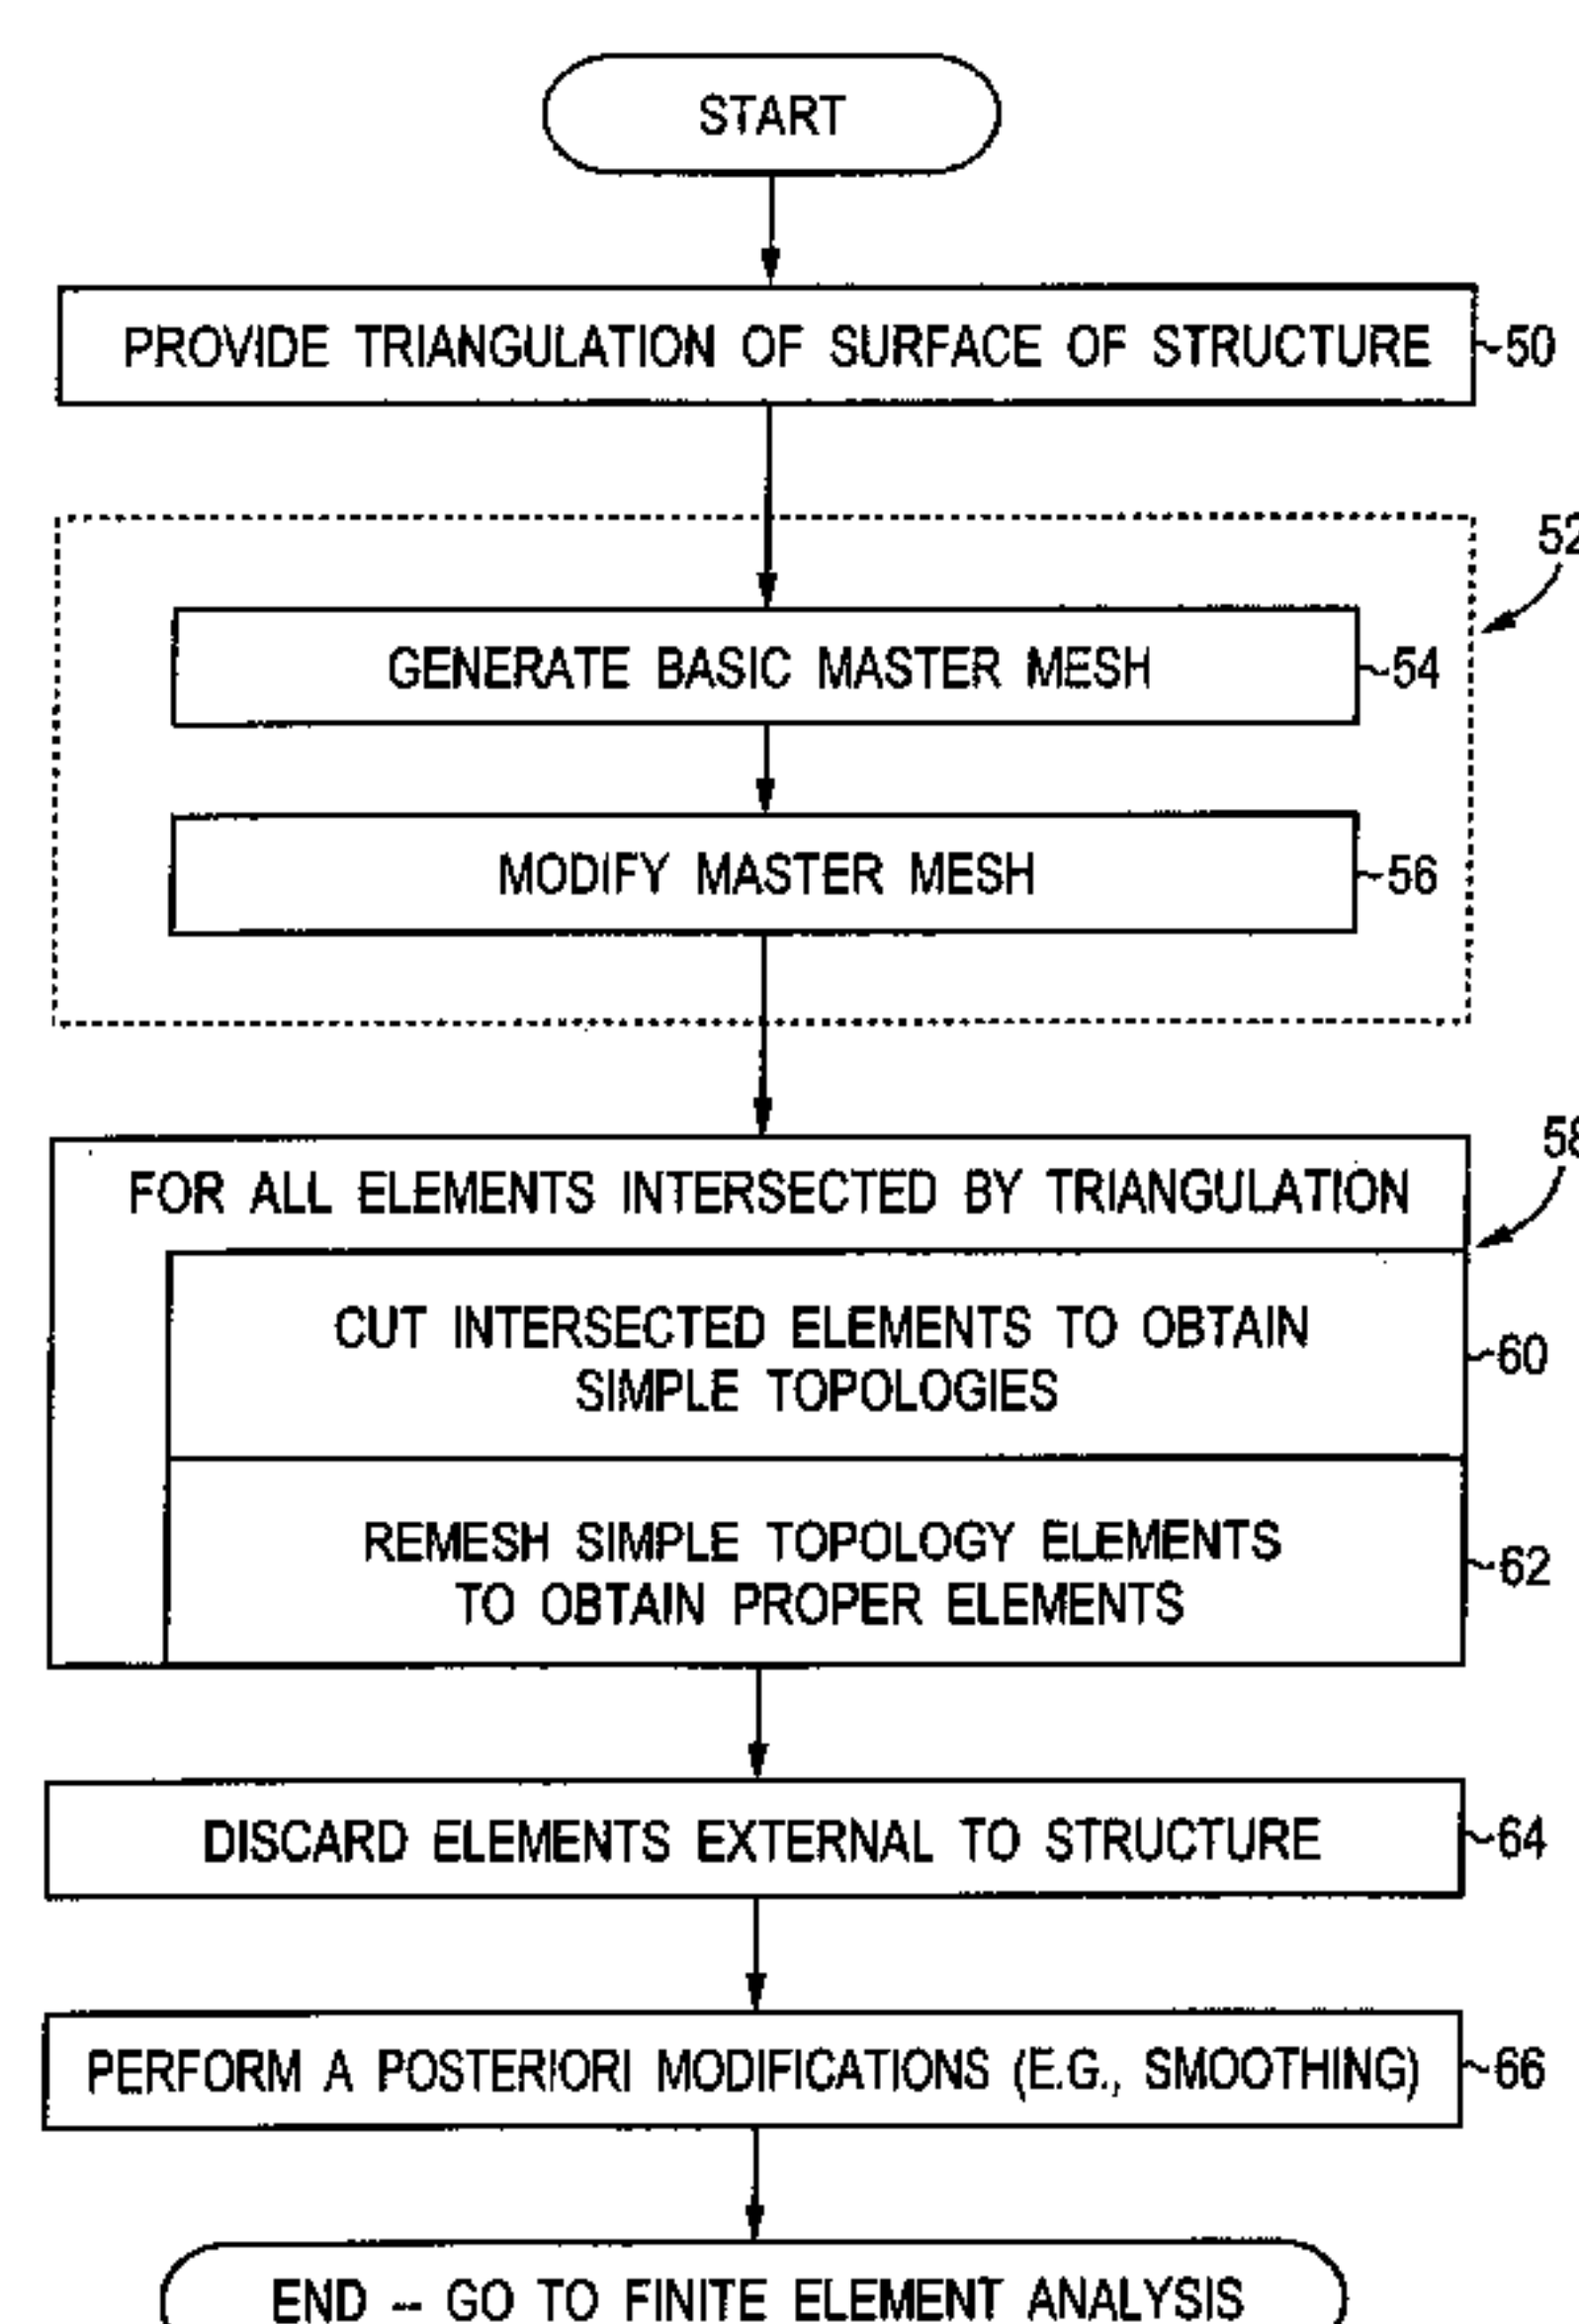 START
PROVIDE TRIANGULATION OF SURFACE OF STRUCTURE
50
52
GENERATE BASIC MASTER MESH
54
MODIFY MASTER MESH
56
58
FOR ALL ELEMENTS INTERSECTED BY TRIANGULATION
CUT INTERSECTED ELEMENTS TO OBTAIN
SIMPLE TOPOLOGIES
60
REMESH SIMPLE TOPOLOGY ELEMENTS
TO OBTAIN PROPER ELEMENTS
62
DISCARD ELEMENTS EXTERNAL TO STRUCTURE
64
PERFORM A POSTERIORI MODIFICATIONS (E.G., SMOOTHING)
66
END -- GO TO FINITE ELEMENT ANALYSIS